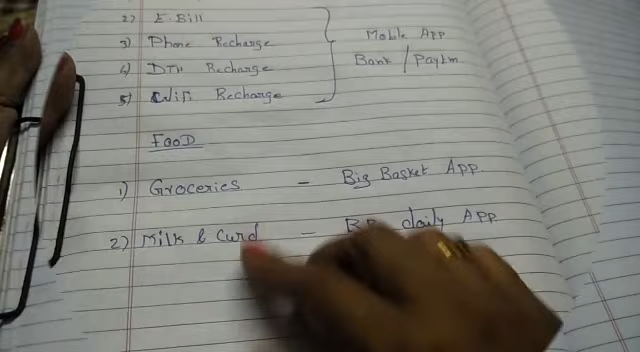 2) E. Bill
3) Phone Recharge
4) DTH Recharge
5) Wifi Recharge
Mobile App
Bank / Paytm
FOOD
1) Groceries - Big Basket App
2) Milk & Curd - BB daily App